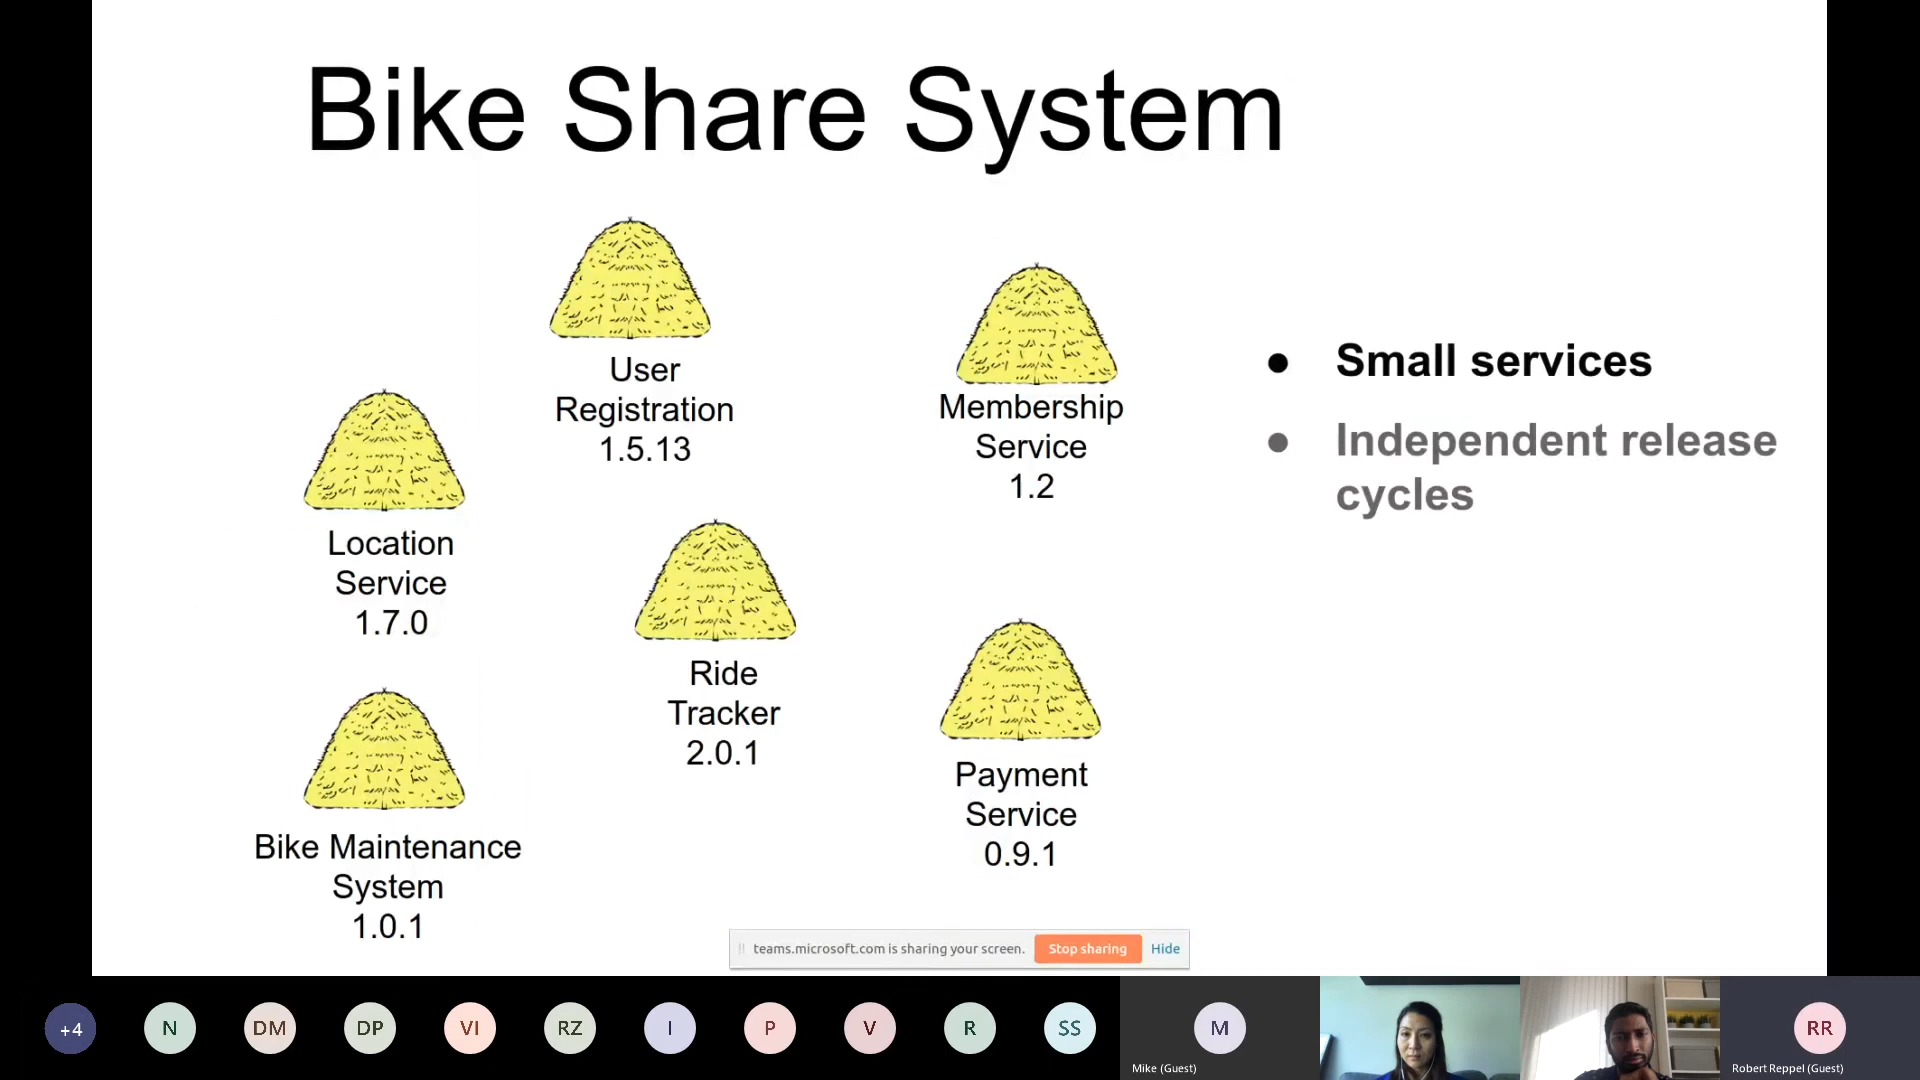 Bike Share System
User
Registration
1.5.13
Membership
Service
1.2
Location
Service
1.7.0
Ride
Tracker
2.0.1
Bike Maintenance
System
1.0.1
Payment
Service
0.9.1
● Small services
● Independent release
cycles
teams.microsoft.com is sharing your screen. Stop sharing Hide
+4 N DM DP VI RZ I P V R SS M RR
Mike (Guest) Robert Reppel (Guest)